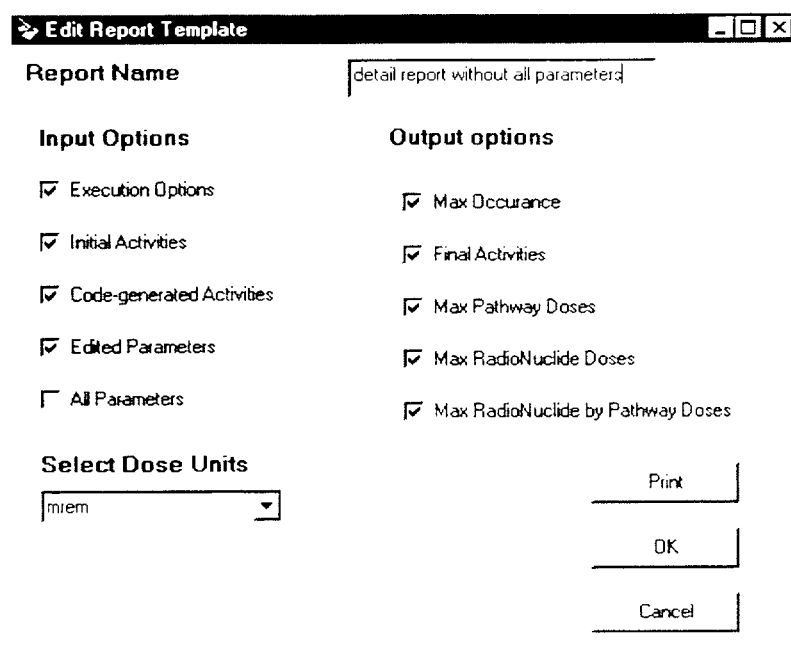 Edit Report Template
Report Name
detail report without all parameters
Input Options
Execution Options
Initial Activities
Code-generated Activities
Edited Parameters
All Parameters
Select Dose Units
mrem
Output options
Max Occurance
Final Activities
Max Pathway Doses
Max RadioNuclide Doses
Max RadioNuclide by Pathway Doses
Print
OK
Cancel